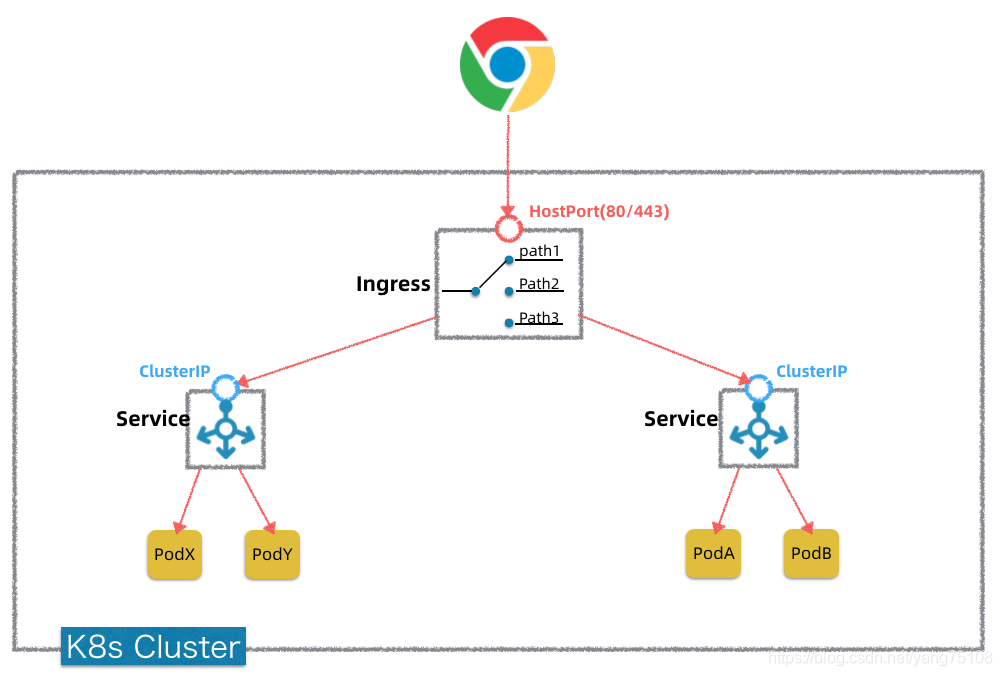 HostPort(80/443)
path1
Ingress
Path2
Path3
ClusterIP
ClusterIP
Service
Service
PodX
PodY
PodA
PodB
K8s Cluster
https://blog.csdn.net/yang75108